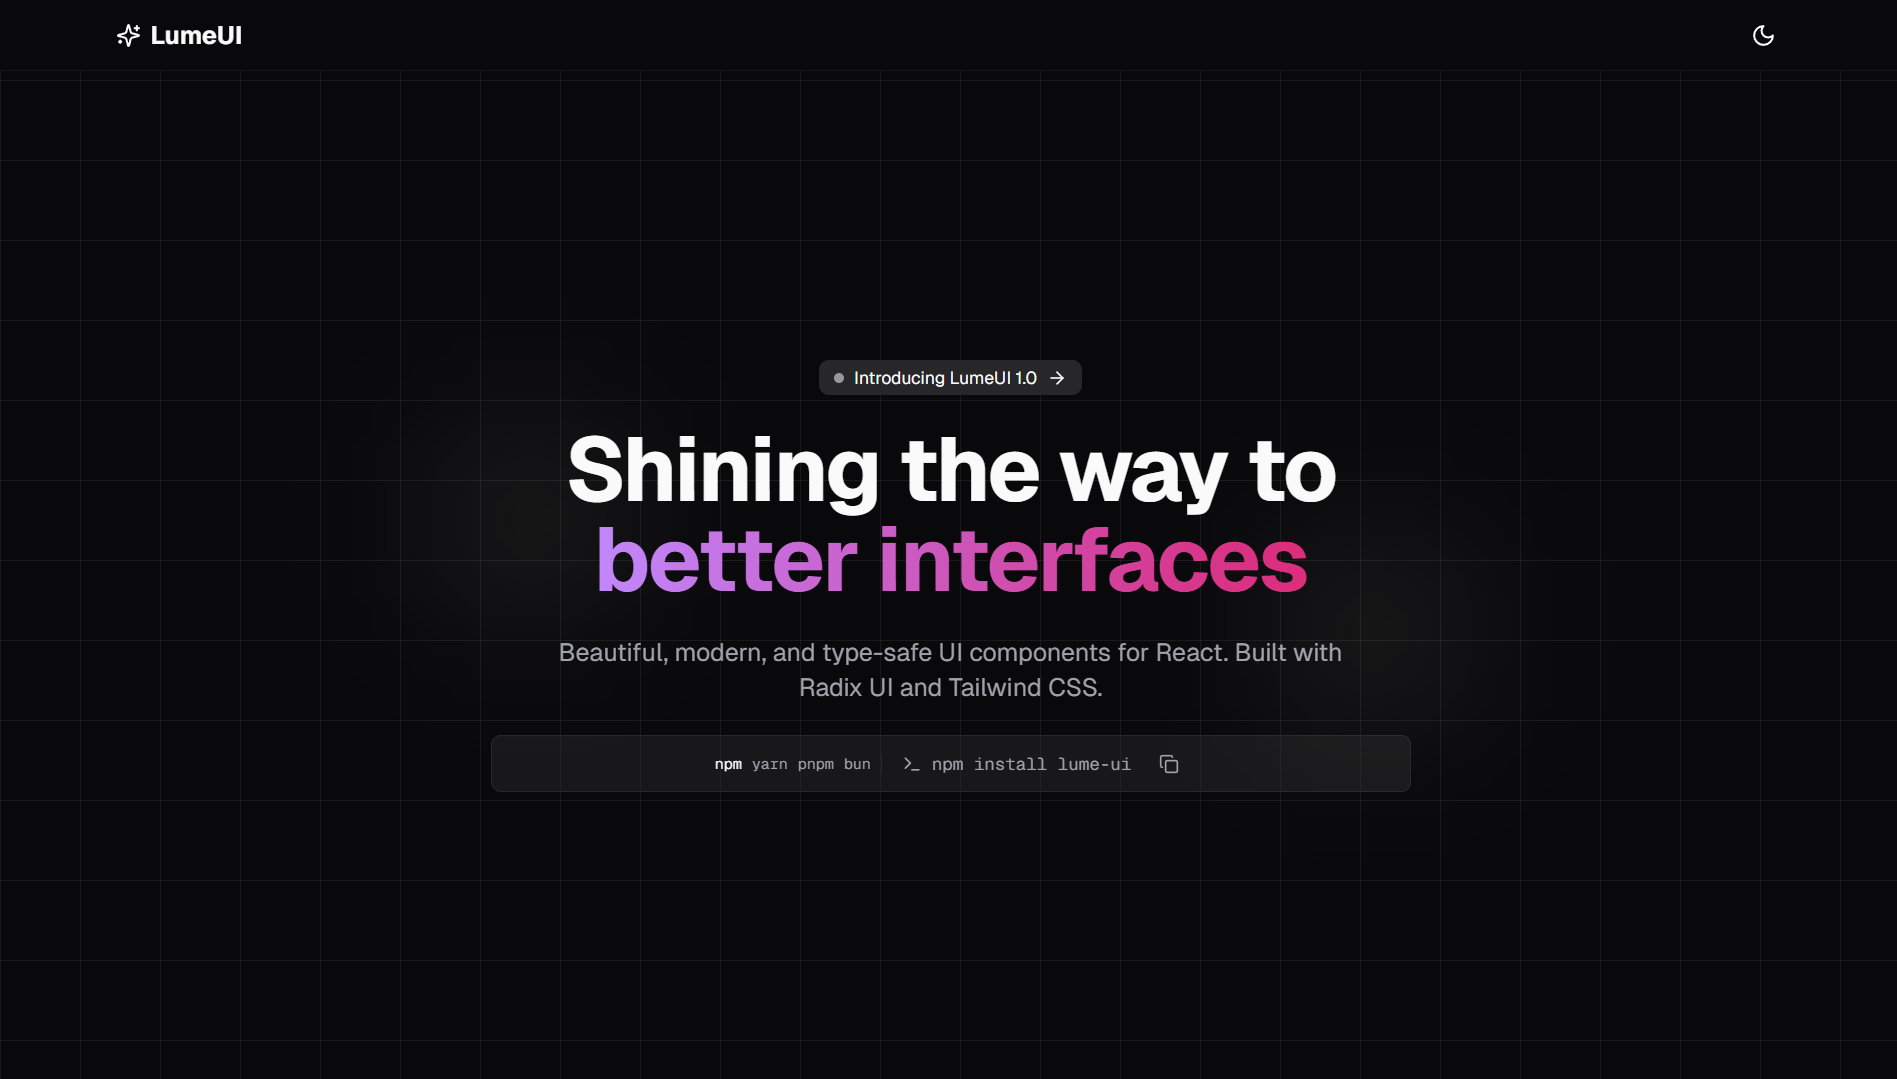 LumeUI
Introducing LumeUI 1.0
Shining the way to
better interfaces
Beautiful, modern, and type-safe UI components for React. Built with
Radix UI and Tailwind CSS.
npm yarn pnpm bun >_ npm install lume-ui